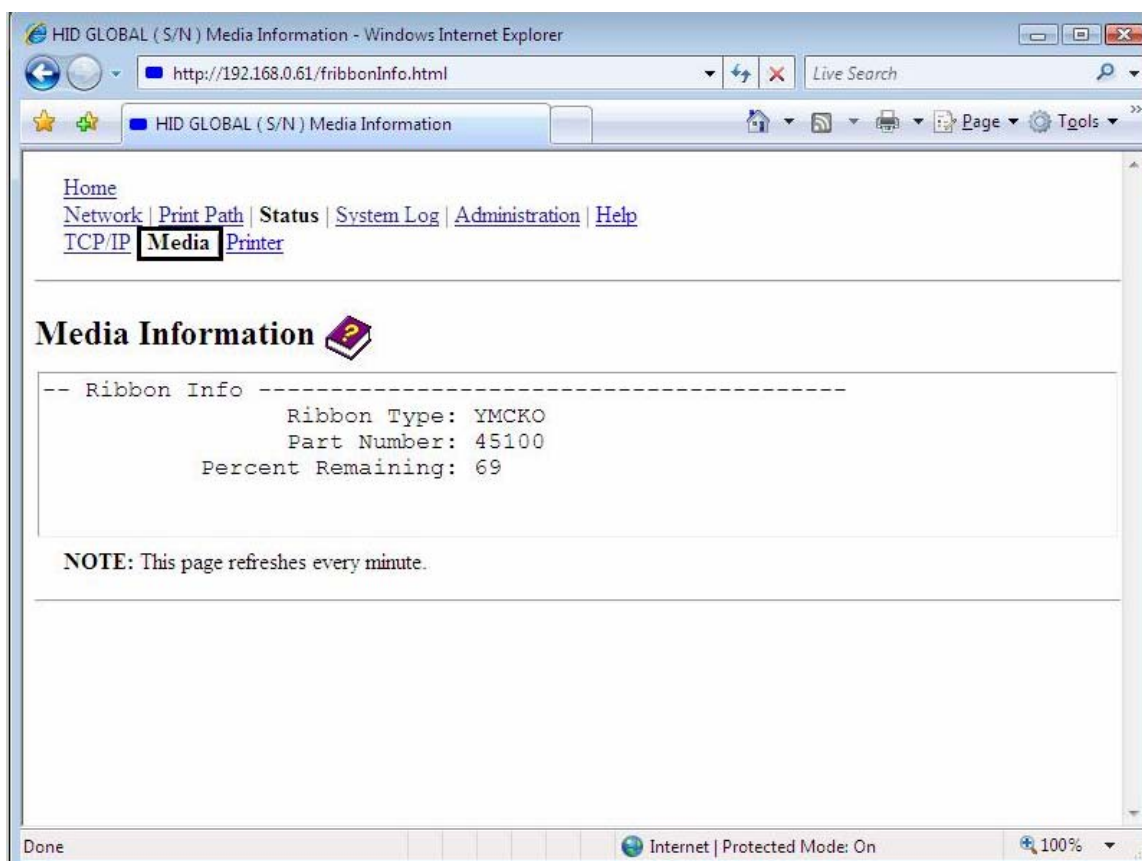 HID GLOBAL ( S/N ) Media Information - Windows Internet Explorer
http://192.168.0.61/fribbonInfo.html Live Search
HID GLOBAL ( S/N ) Media Information Page Tools
Home
Network | Print Path | Status | System Log | Administration | Help
TCP/IP Media Printer
Media Information
-- Ribbon Info -----------------------------------------
Ribbon Type: YMCKO
Part Number: 45100
Percent Remaining: 69
NOTE: This page refreshes every minute.
Done Internet | Protected Mode: On 100%